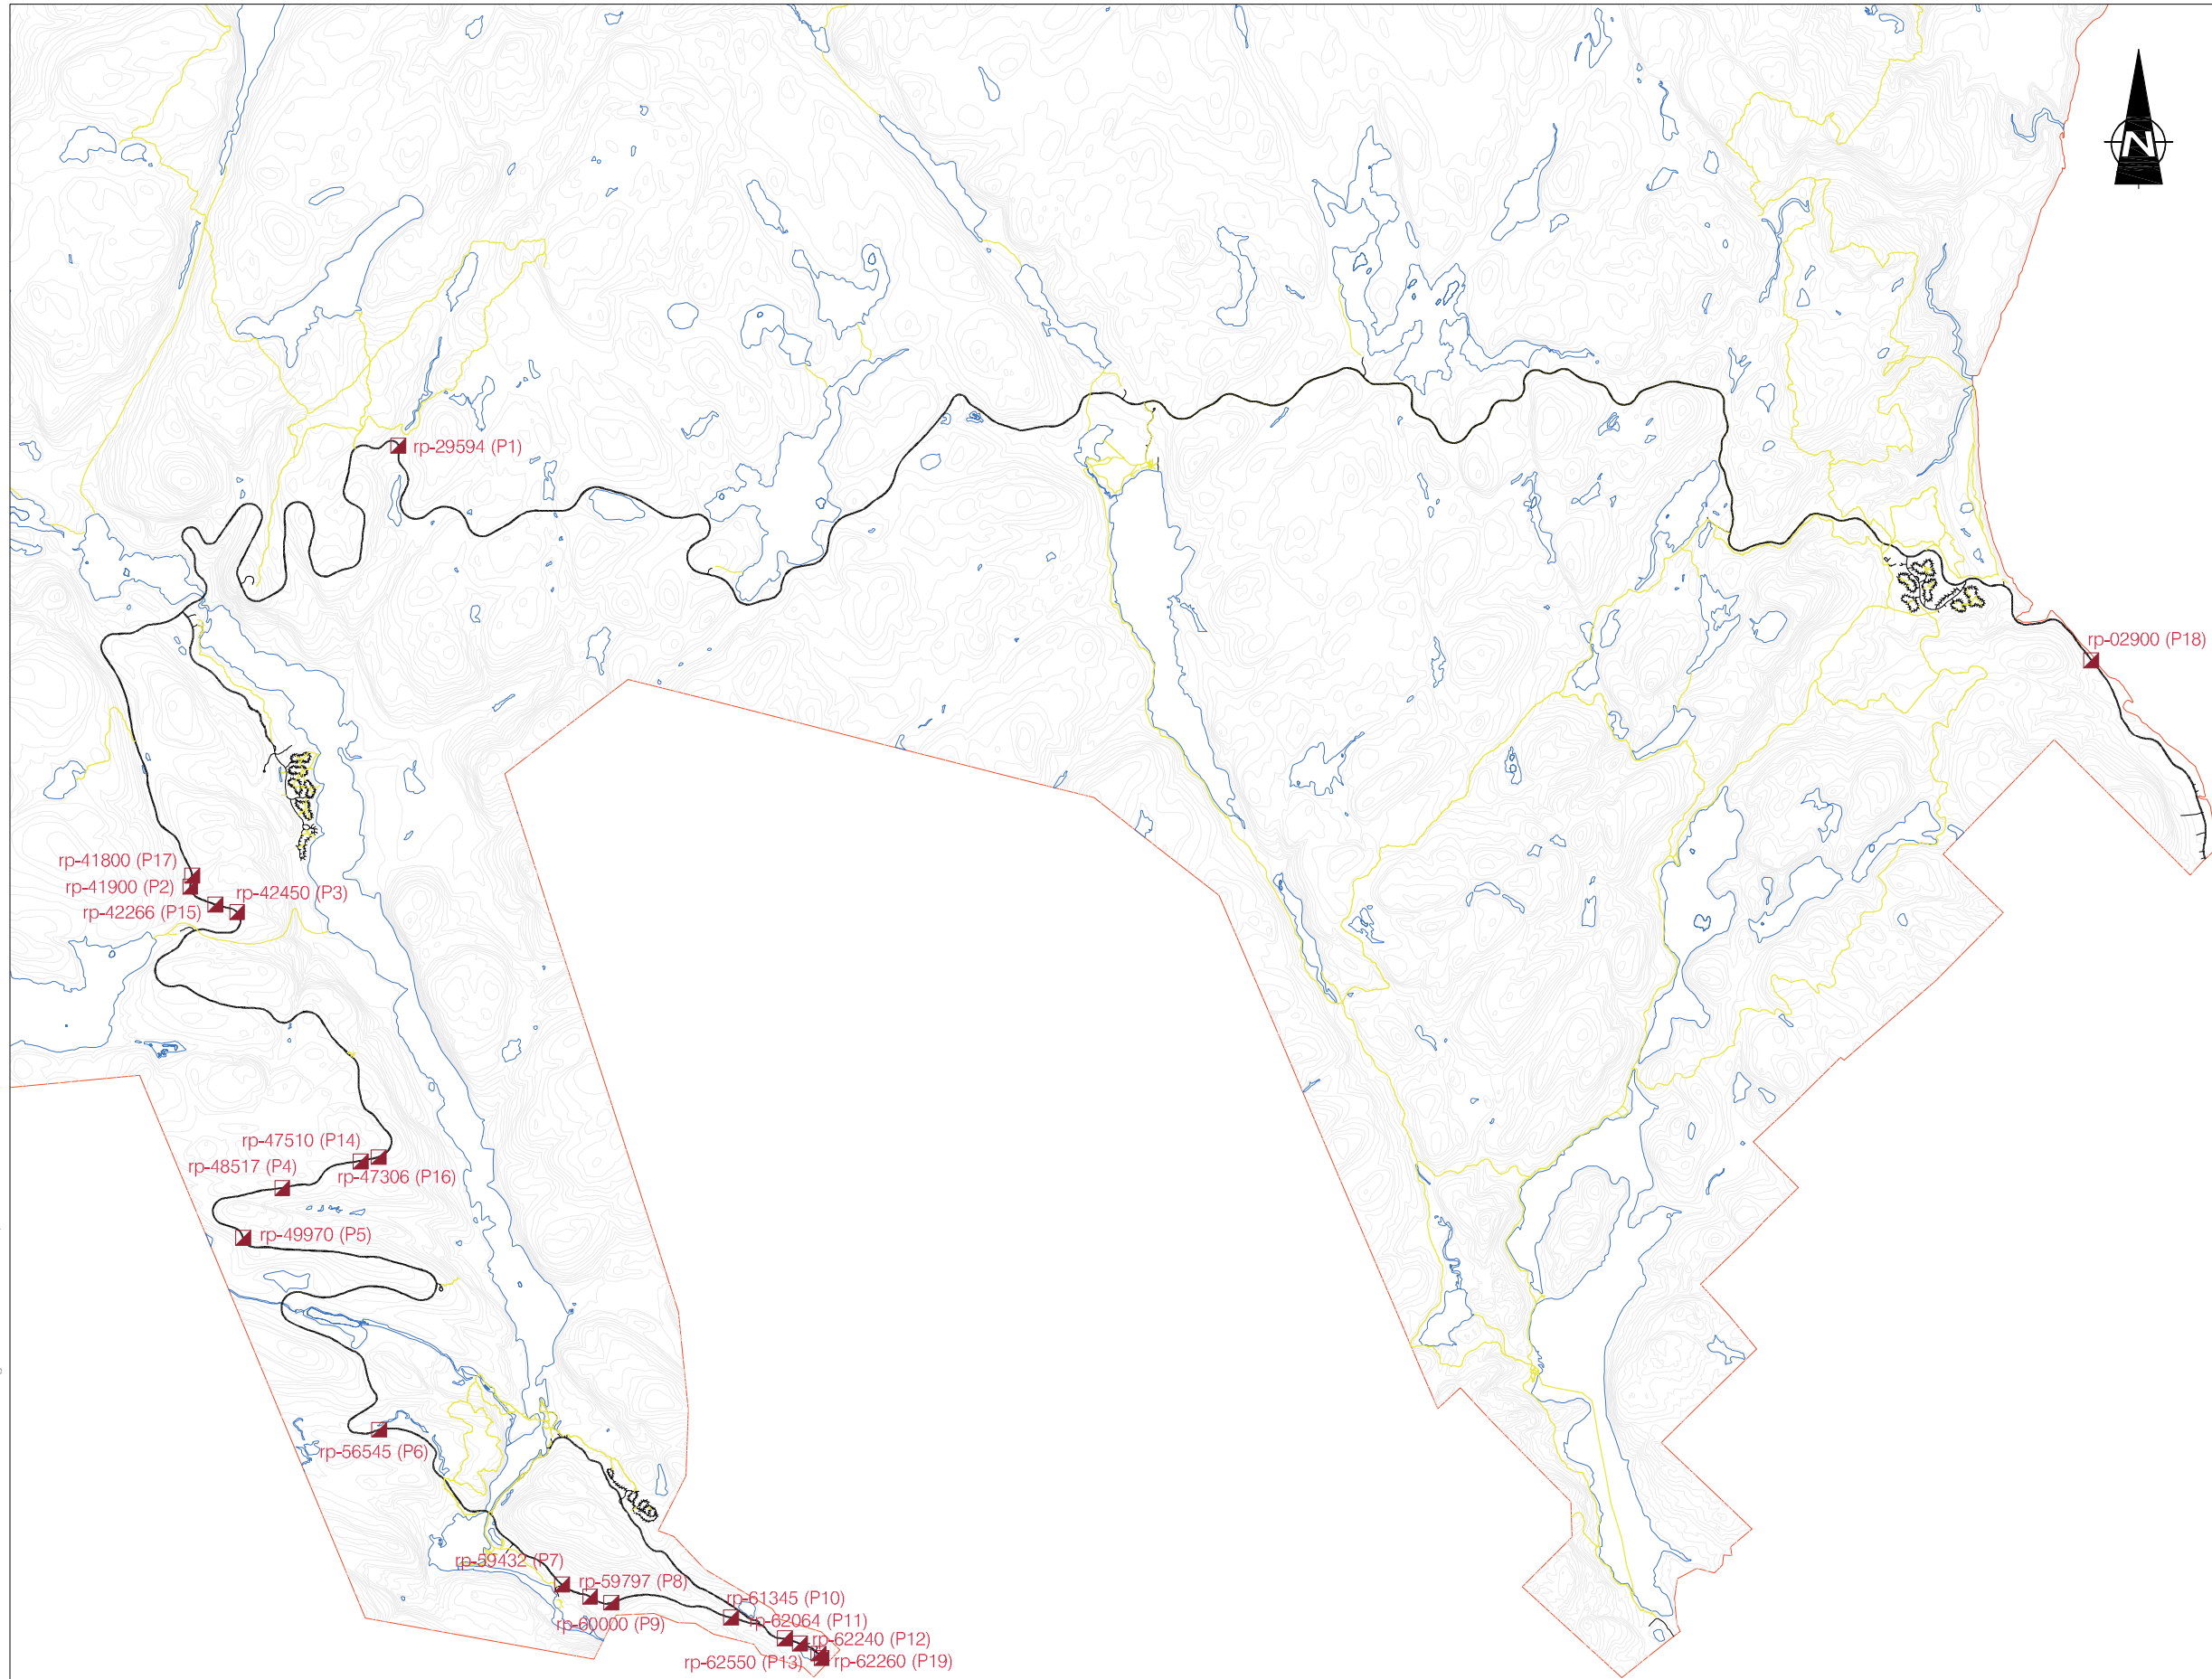 N
rp-29594 (P1)
rp-02900 (P18)
rp-41800 (P17)
rp-41900 (P2)
rp-42450 (P3)
rp-42266 (P15)
rp-47510 (P14)
rp-48517 (P4)
rp-47306 (P16)
rp-49970 (P5)
rp-56545 (P6)
rp-59432 (P7)
rp-59797 (P8)
rp-61345 (P10)
rp-60000 (P9)
rp-62064 (P11)
rp-62240 (P12)
rp-62550 (P13)
rp-62260 (P19)